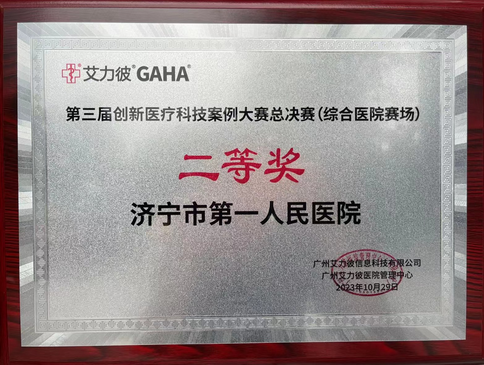 艾力彼® GAHA®
第三届创新医疗科技案例大赛总决赛(综合医院赛场)
二等奖
济宁市第一人民医院
广州艾力彼信息科技有限公司
广州艾力彼医院管理中心
2023年10月29日